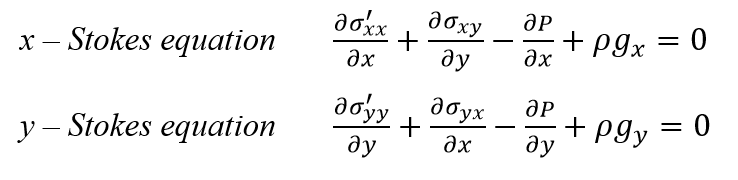 x – Stokes equation ∂σ′xx/∂x + ∂σxy/∂y − ∂P/∂x + ρgx = 0
y – Stokes equation ∂σ′yy/∂y + ∂σyx/∂x − ∂P/∂y + ρgy = 0